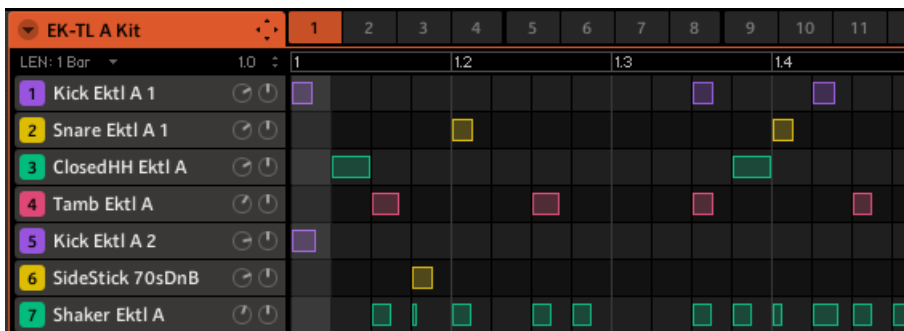 EK-TL A Kit 1 2 3 4 5 6 7 8 9 10 11
LEN: 1 Bar 1.0 1 1.2 1.3 1.4
1 Kick Ektl A 1
2 Snare Ektl A 1
3 ClosedHH Ektl A
4 Tamb Ektl A
5 Kick Ektl A 2
6 SideStick 70sDnB
7 Shaker Ektl A